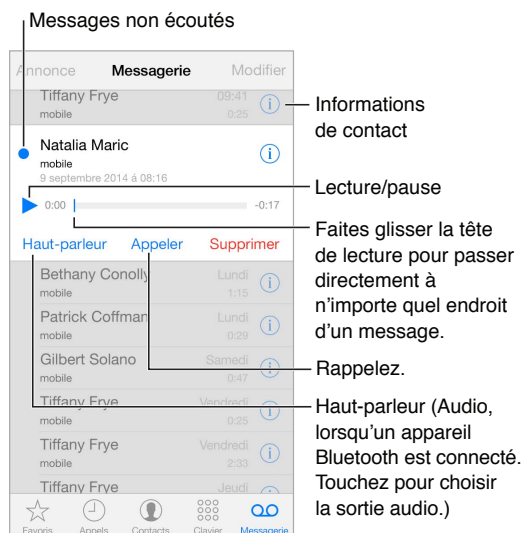 Messages non écoutés
Annonce Messagerie Modifier
Tiffany Frye 09:41
mobile 0:25
Informations
de contact
Natalia Maric
mobile
9 septembre 2014 á 08:16
Lecture/pause
0:00 -0:17
Faites glisser la tête
de lecture pour passer
directement à
n'importe quel endroit
d'un message.
Haut-parleur Appeler Supprimer
Bethany Conolly Lundi
mobile 1:15
Patrick Coffman Lundi
mobile 0:29
Gilbert Solano Samedi
mobile 0:47
Rappelez.
Tiffany Frye Vendredi
mobile 0:25
Tiffany Frye Vendredi
mobile 2:33
Tiffany Frye Jeudi
Haut-parleur (Audio,
lorsqu'un appareil
Bluetooth est connecté.
Touchez pour choisir
la sortie audio.)
Favoris Appels Contacts Clavier Messagerie